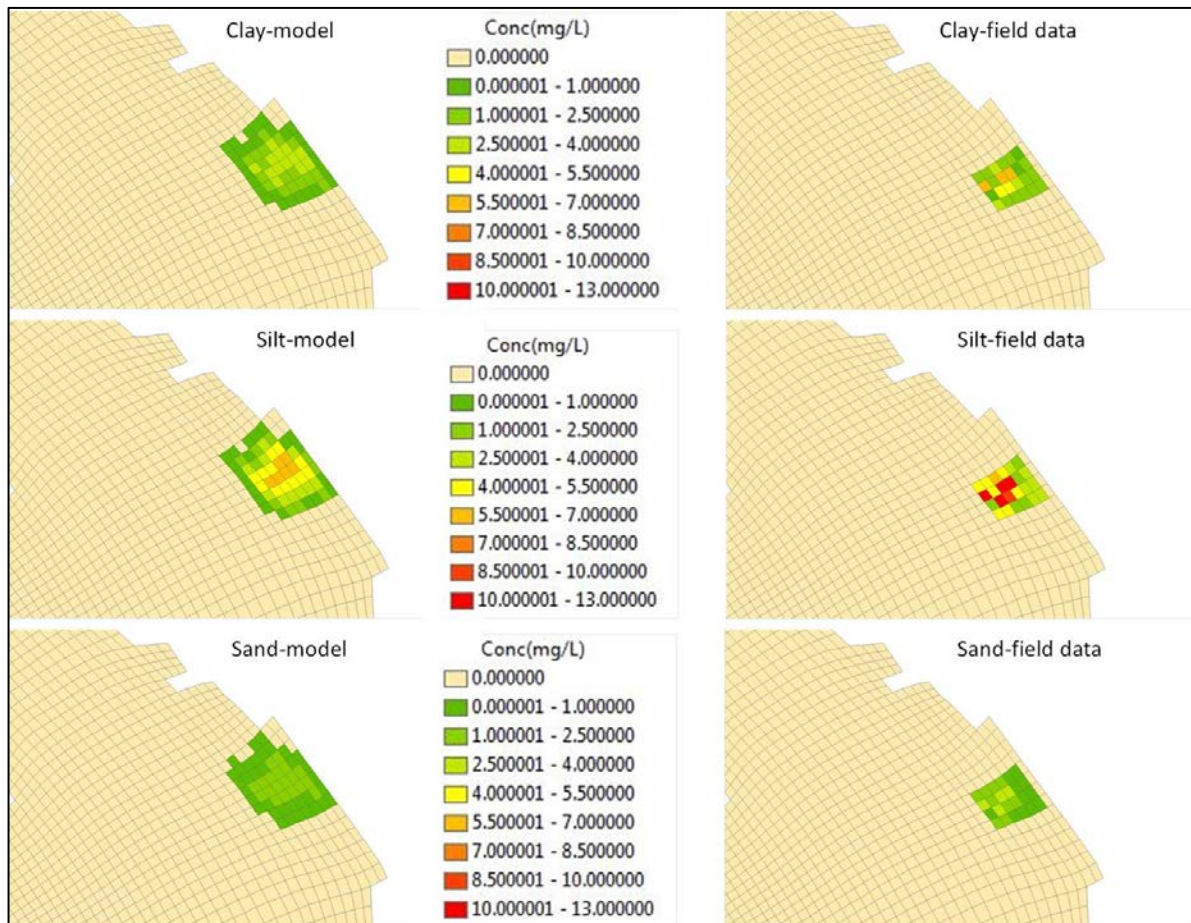 Clay-model
Conc(mg/L)
0.000000
0.000001 - 1.000000
1.000001 - 2.500000
2.500001 - 4.000000
4.000001 - 5.500000
5.500001 - 7.000000
7.000001 - 8.500000
8.500001 - 10.000000
10.000001 - 13.000000
Clay-field data
Silt-model
Conc(mg/L)
0.000000
0.000001 - 1.000000
1.000001 - 2.500000
2.500001 - 4.000000
4.000001 - 5.500000
5.500001 - 7.000000
7.000001 - 8.500000
8.500001 - 10.000000
10.000001 - 13.000000
Silt-field data
Sand-model
Conc(mg/L)
0.000000
0.000001 - 1.000000
1.000001 - 2.500000
2.500001 - 4.000000
4.000001 - 5.500000
5.500001 - 7.000000
7.000001 - 8.500000
8.500001 - 10.000000
10.000001 - 13.000000
Sand-field data